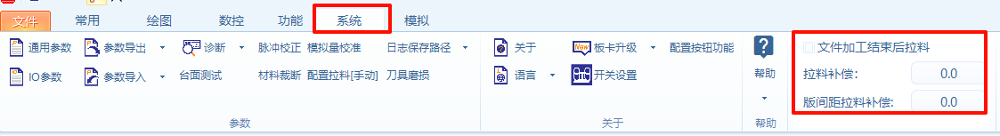 文件 常用 绘图 数控 功能 系统 模拟
通用参数 参数导出 诊断 脉冲校正 模拟量校准 日志保存路径 关于 New 板卡升级 配置按钮功能 文件加工结束后拉料
IO参数 参数导入 台面测试 材料裁断 配置拉料[手动] 刀具磨损 语言 开关设置 帮助 拉料补偿: 0.0
版间距拉料补偿: 0.0
参数 关于 帮助